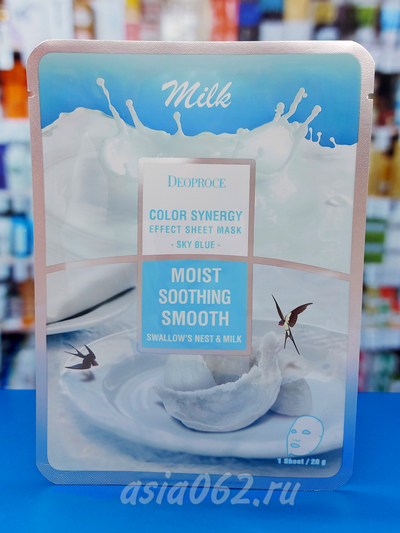 Milk
DEOPROCE
COLOR SYNERGY
EFFECT SHEET MASK
- SKY BLUE -
MOIST
SOOTHING
SMOOTH
SWALLOW'S NEST & MILK
1 Sheet / 20 g
asia062.ru